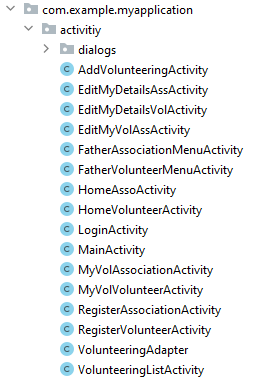 com.example.myapplication
activitiy
dialogs
AddVolunteeringActivity
EditMyDetailsAssActivity
EditMyDetailsVolActivity
EditMyVolAssActivity
FatherAssociationMenuActivity
FatherVolunteerMenuActivity
HomeAssoActivity
HomeVolunteerActivity
LoginActivity
MainActivity
MyVolAssociationActivity
MyVolVolunteerActivity
RegisterAssociationActivity
RegisterVolunteerActivity
VolunteeringAdapter
VolunteeringListActivity